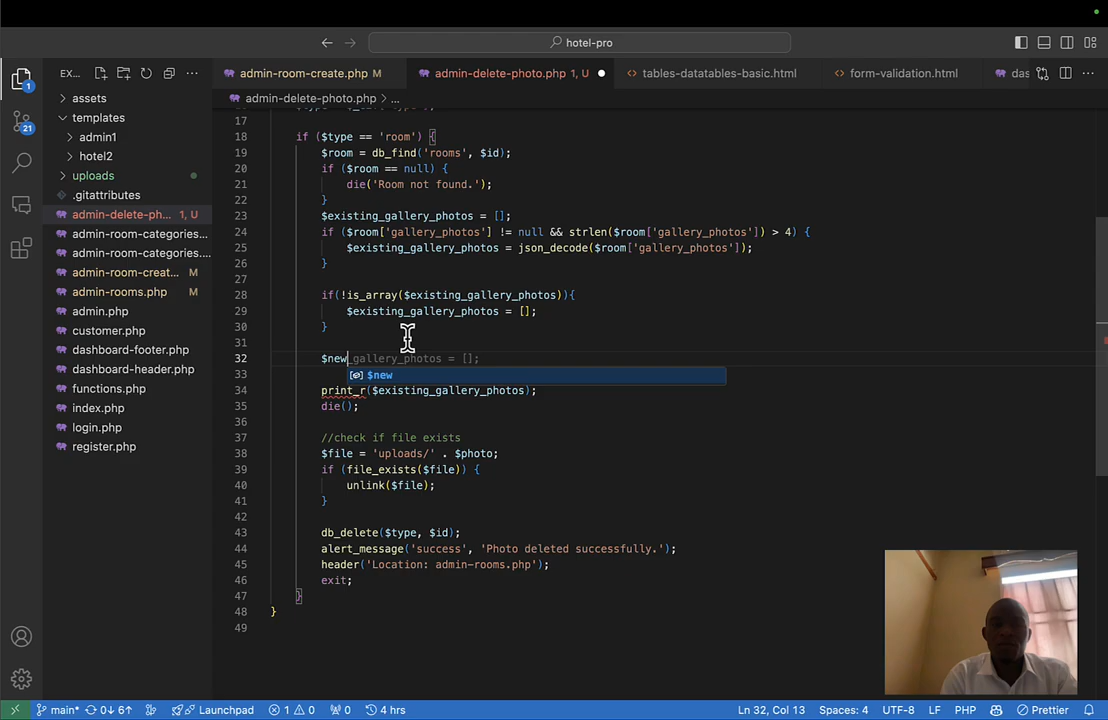 hotel-pro
EX...
admin-room-create.php M
admin-delete-photo.php 1, U
tables-datatables-basic.html
form-validation.html
das
admin-delete-photo.php > ...
assets
templates
admin1
hotel2
uploads
.gitattributes
admin-delete-ph... 1, U
admin-room-categories...
admin-room-categories....
admin-room-creat... M
admin-rooms.php M
admin.php
customer.php
dashboard-footer.php
dashboard-header.php
functions.php
index.php
login.php
register.php
1
21
17
18 if ($type == 'room') {
19 $room = db_find('rooms', $id);
20 if ($room == null) {
21 die('Room not found.');
22 }
23 $existing_gallery_photos = [];
24 if ($room['gallery_photos'] != null && strlen($room['gallery_photos']) > 4) {
25 $existing_gallery_photos = json_decode($room['gallery_photos']);
26 }
27
28 if(!is_array($existing_gallery_photos)){
29 $existing_gallery_photos = [];
30 }
31
32 $new_gallery_photos = [];
33 $new
34 print_r($existing_gallery_photos);
35 die();
36
37 //check if file exists
38 $file = 'uploads/' . $photo;
39 if (file_exists($file)) {
40 unlink($file);
41 }
42
43 db_delete($type, $id);
44 alert_message('success', 'Photo deleted successfully.');
45 header('Location: admin-rooms.php');
46 exit;
47 }
48 }
49
main* 0↓ 6↑ Launchpad 1 0 0 4 hrs Ln 32, Col 13 Spaces: 4 UTF-8 LF PHP Prettier